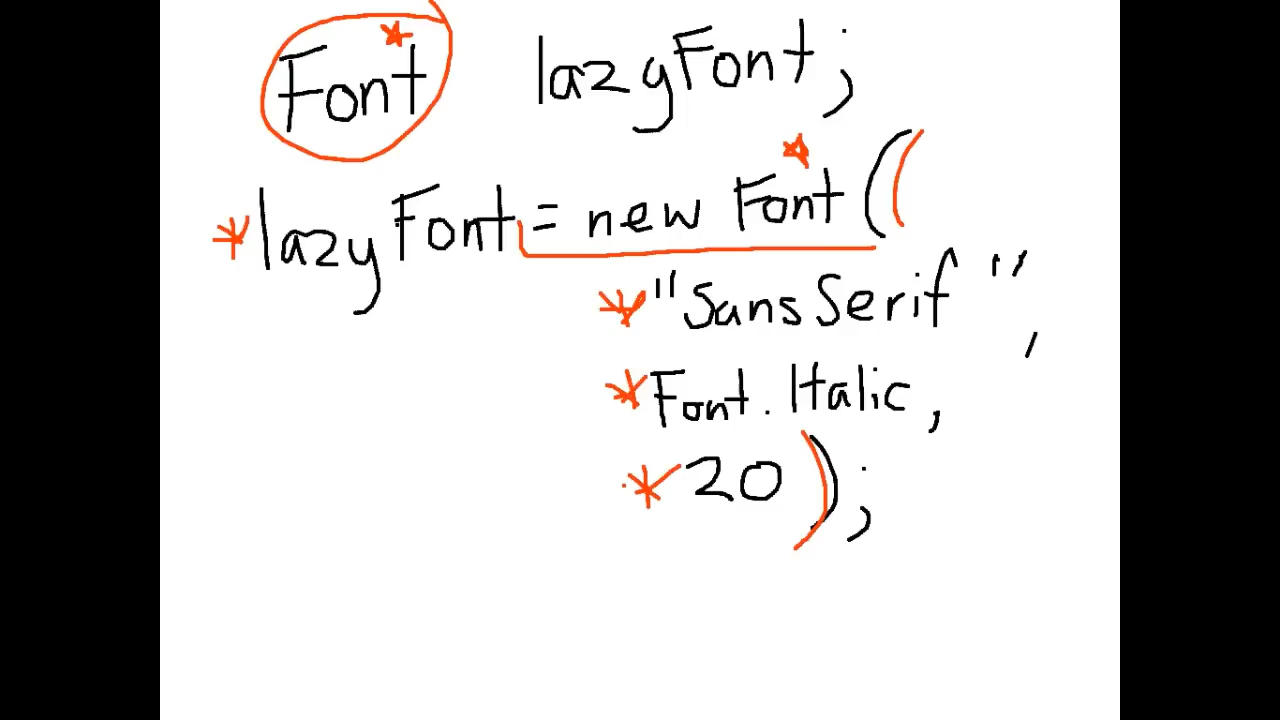 Font lazyFont;
lazyFont = new Font(
"SansSerif",
Font.Italic,
20);